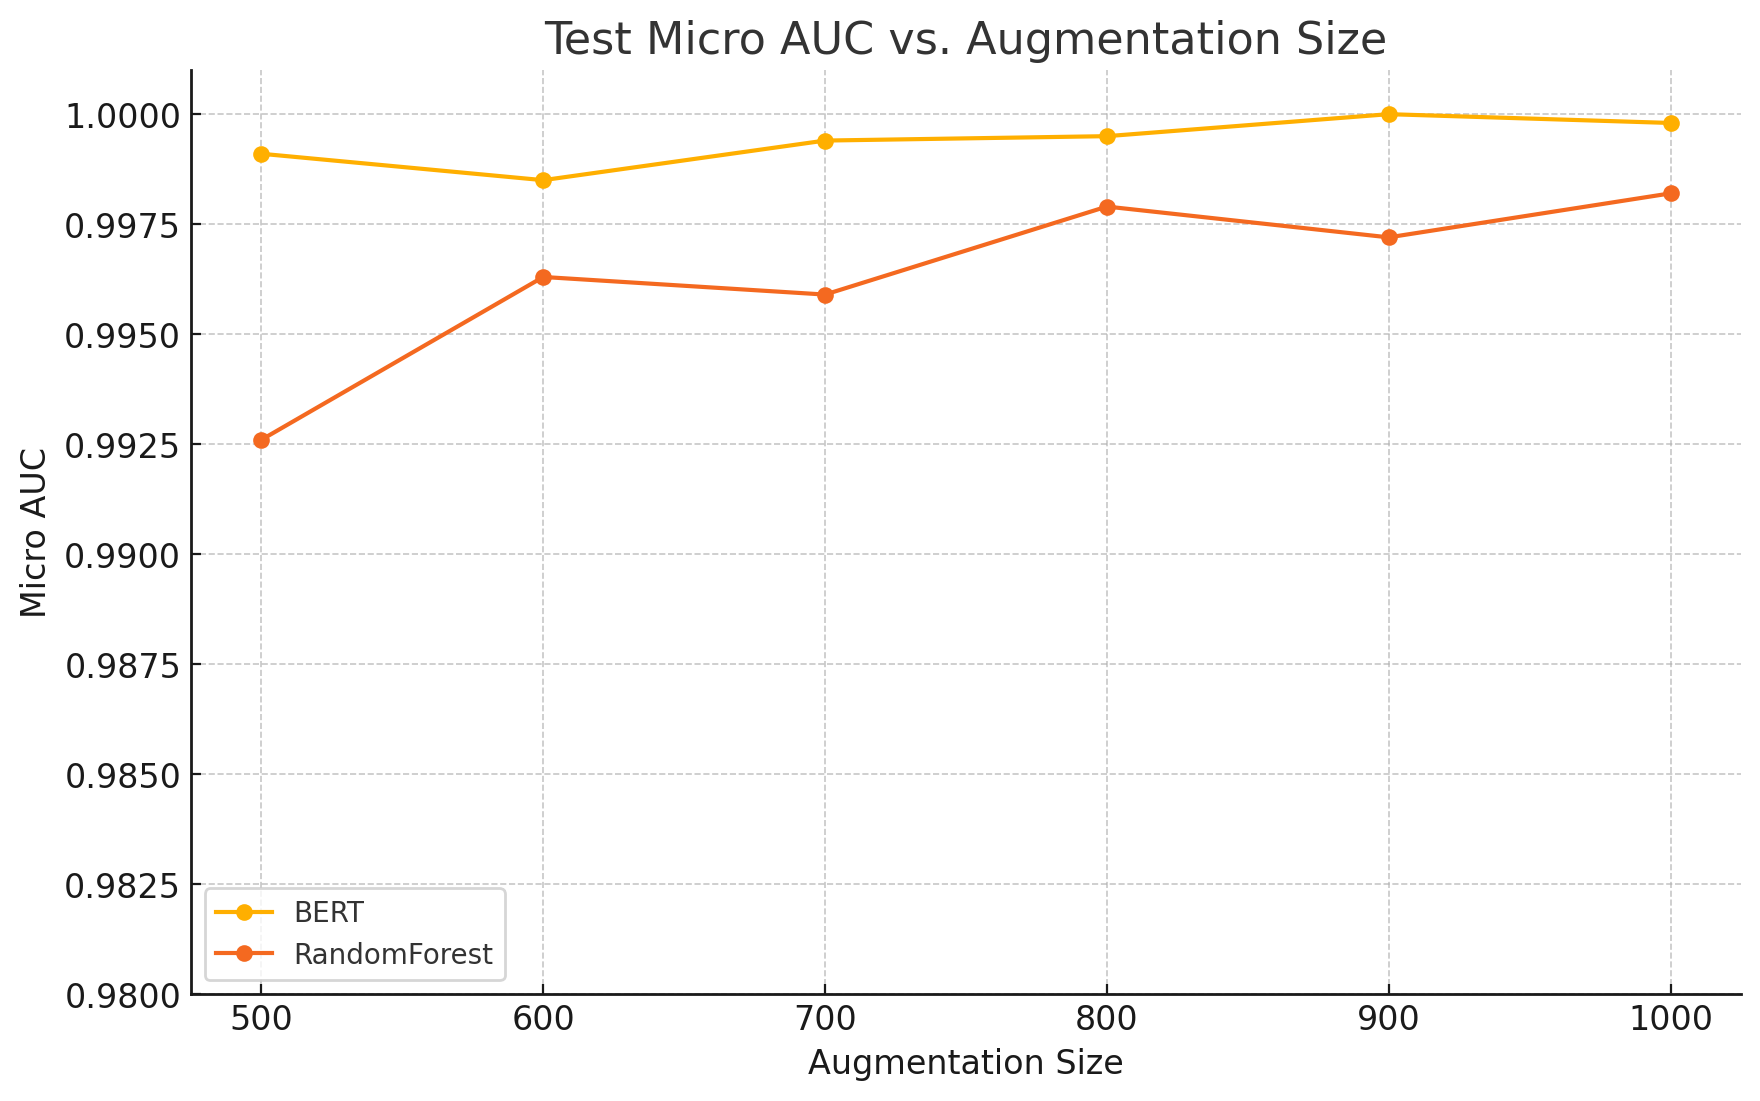 Test Micro AUC vs. Augmentation Size
1.0000
0.9975
0.9950
0.9925
0.9900
0.9875
0.9850
0.9825
0.9800
Micro AUC
BERT
RandomForest
500 600 700 800 900 1000
Augmentation Size